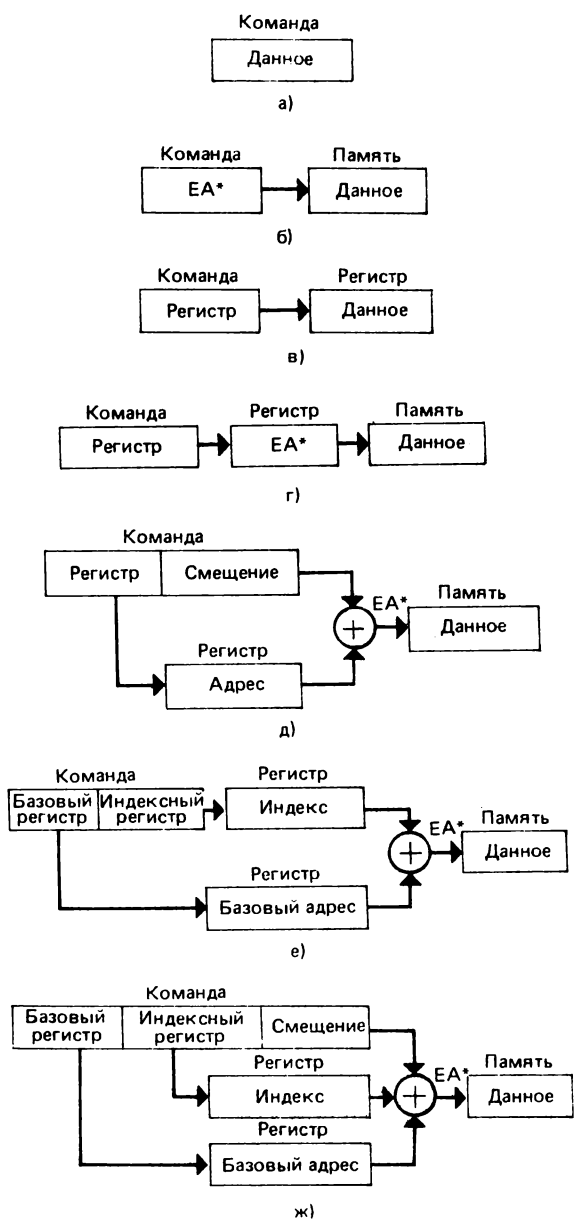 Команда
Данное
а)
Команда Память
EA* Данное
б)
Команда Регистр
Регистр Данное
в)
Команда Регистр Память
Регистр EA* Данное
г)
Команда
Регистр Смещение
EA* Память
Данное
Регистр
Адрес
д)
Команда Регистр
Базовый Индексный Индекс
регистр регистр
EA* Память
Данное
Регистр
Базовый адрес
е)
Команда
Базовый Индексный Смещение
регистр регистр
Регистр EA* Память
Индекс Данное
Регистр
Базовый адрес
ж)